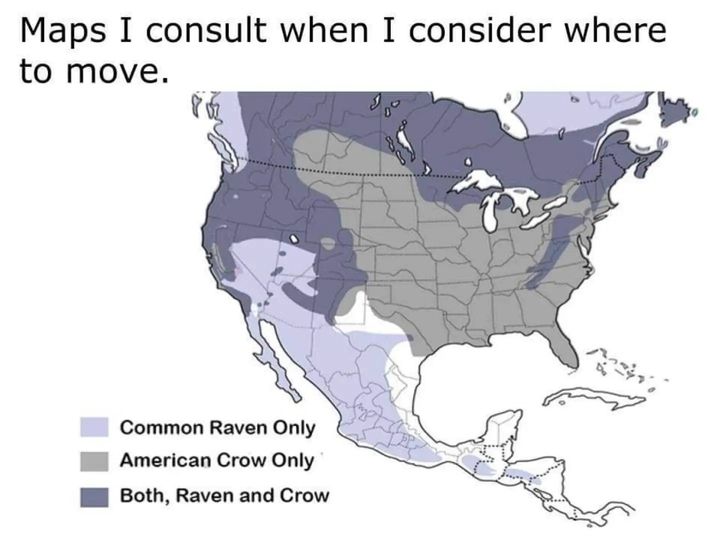 Maps I consult when I consider where
to move.
Common Raven Only
American Crow Only
Both, Raven and Crow